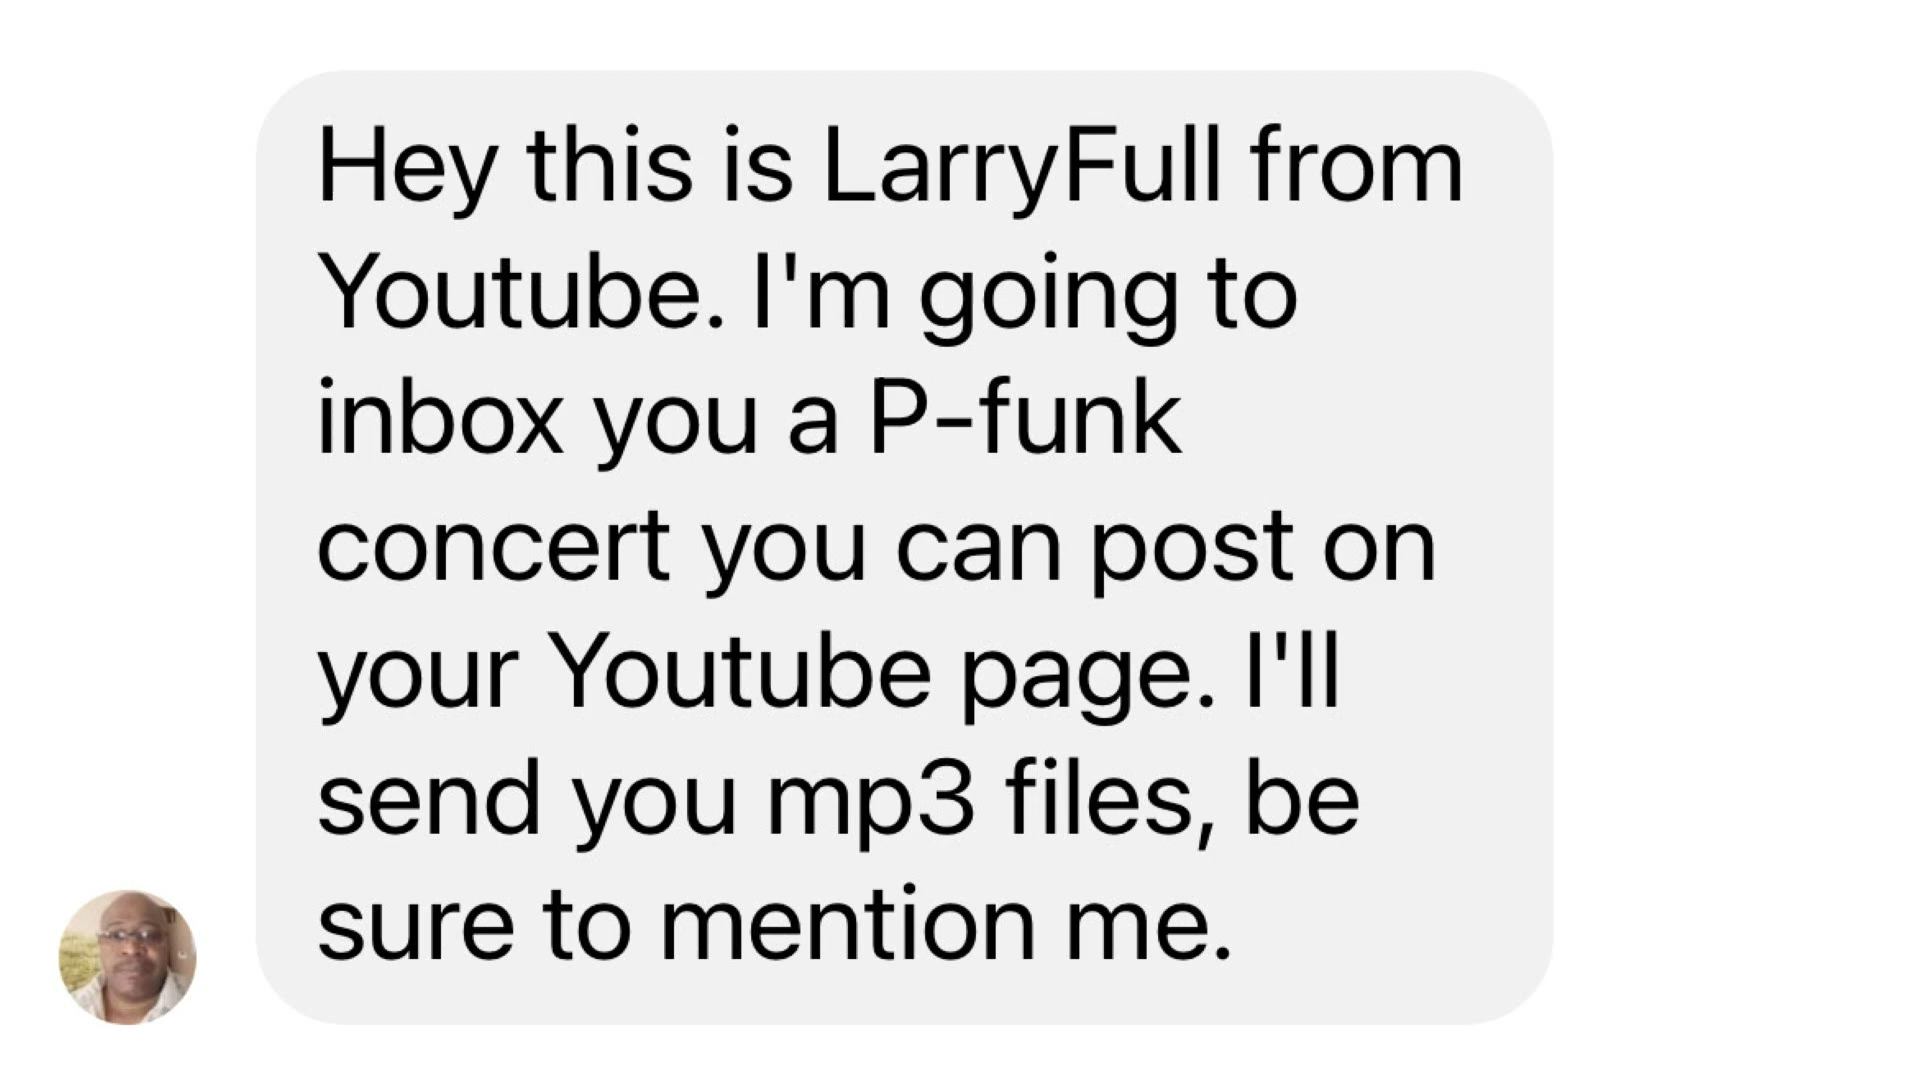 Hey this is LarryFull from
Youtube. I'm going to
inbox you a P-funk
concert you can post on
your Youtube page. I'll
send you mp3 files, be
sure to mention me.